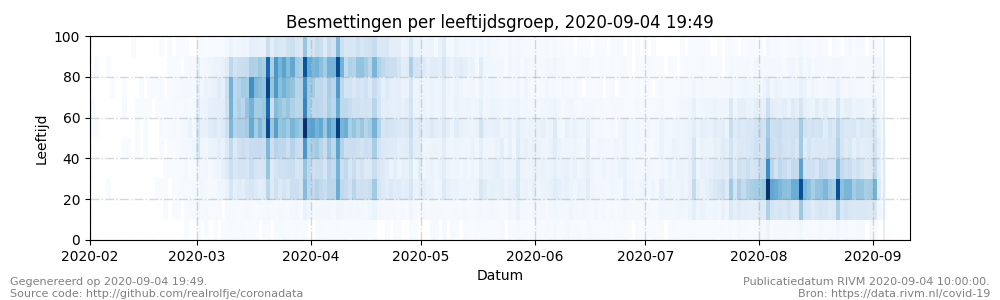 Besmettingen per leeftijdsgroep, 2020-09-04 19:49
100
80
60
40
20
0
Leeftijd
2020-02 2020-03 2020-04 2020-05 2020-06 2020-07 2020-08 2020-09
Datum
Gegenereerd op 2020-09-04 19:49.
Source code: http://github.com/realrolfje/coronadata
Publicatiedatum RIVM 2020-09-04 10:00:00.
Bron: https://data.rivm.nl/covid-19